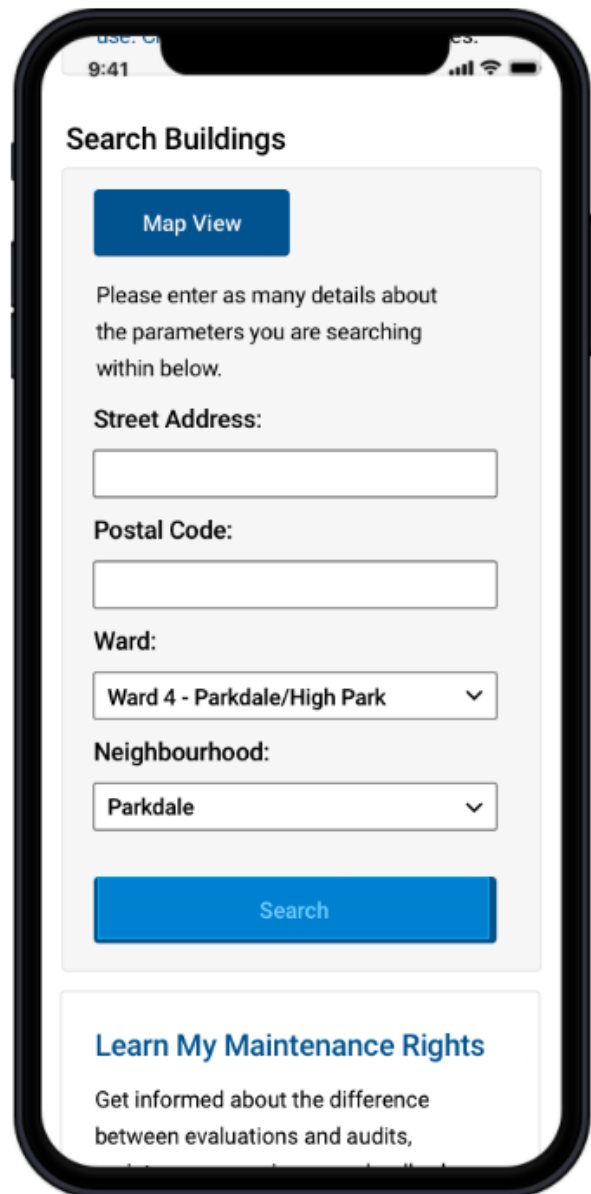 use. es.
9:41
Search Buildings
Map View
Please enter as many details about
the parameters you are searching
within below.
Street Address:
Postal Code:
Ward:
Ward 4 - Parkdale/High Park
Neighbourhood:
Parkdale
Search
Learn My Maintenance Rights
Get informed about the difference
between evaluations and audits,